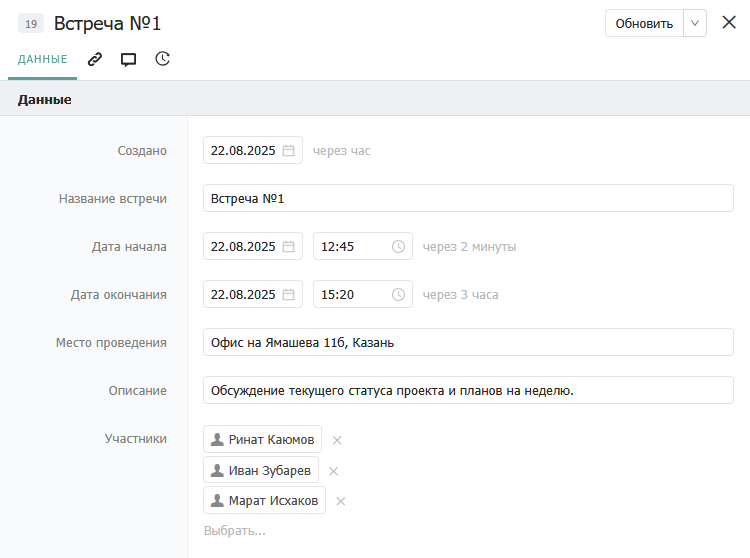 19 Встреча №1 Обновить
ДАННЫЕ
Данные
Создано 22.08.2025 через час
Название встречи Встреча №1
Дата начала 22.08.2025 12:45 через 2 минуты
Дата окончания 22.08.2025 15:20 через 3 часа
Место проведения Офис на Ямашева 11б, Казань
Описание Обсуждение текущего статуса проекта и планов на неделю.
Участники Ринат Каюмов
Иван Зубарев
Марат Исхаков
Выбрать...